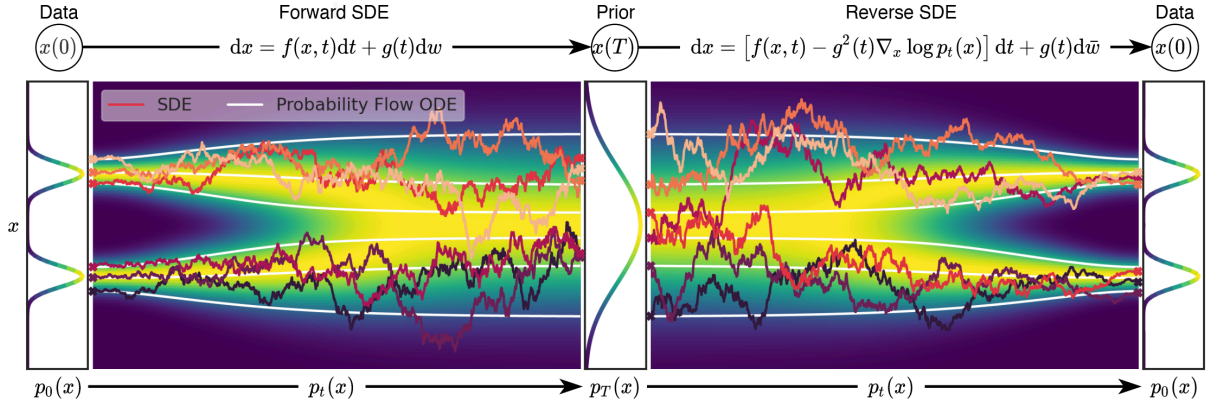 Data Forward SDE Prior Reverse SDE Data
x(0) dx = f(x, t)dt + g(t)dw x(T) dx = [f(x, t) − g²(t)∇ₓ log pₜ(x)] dt + g(t)dw̄ x(0)
SDE Probability Flow ODE
x
p₀(x) pₜ(x) p_T(x) pₜ(x) p₀(x)